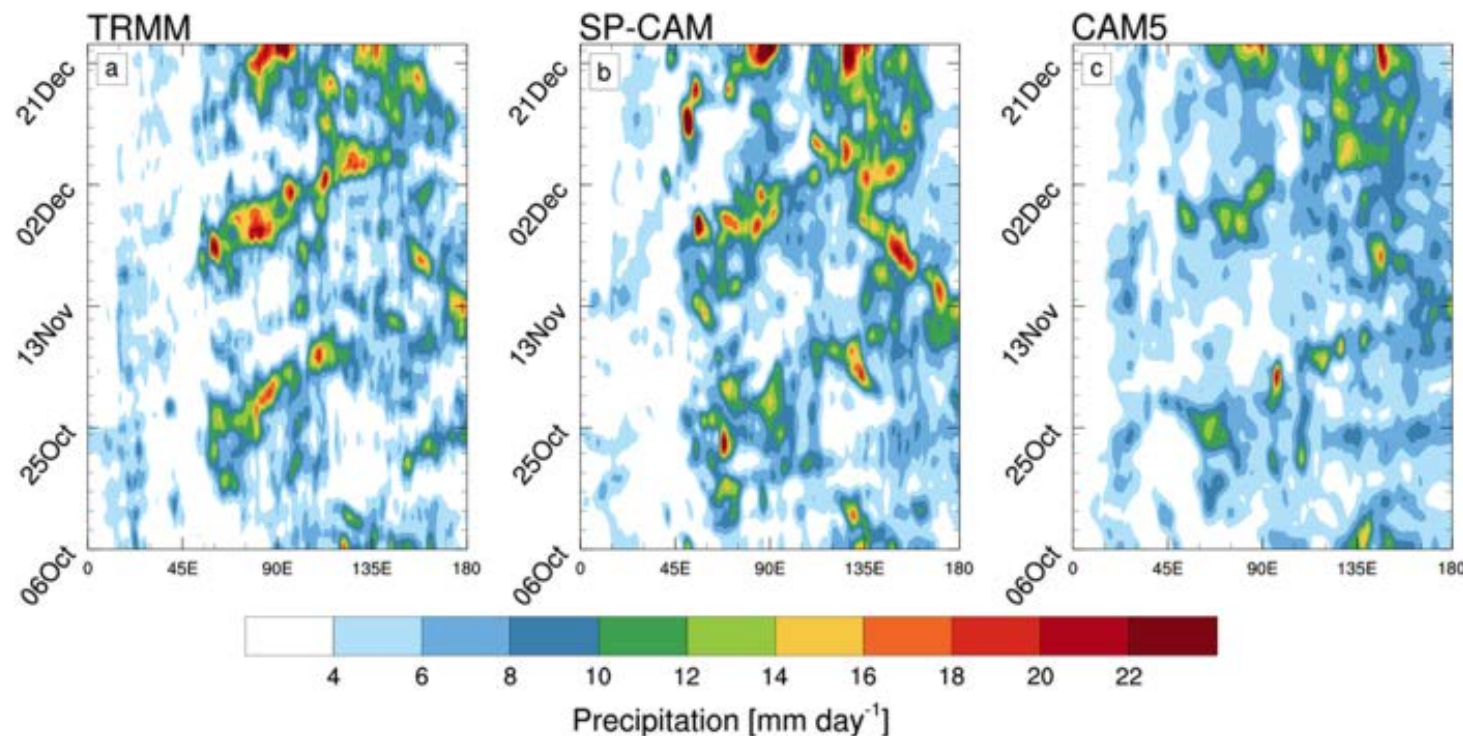 TRMM SP-CAM CAM5
a b c
21Dec 21Dec 21Dec
02Dec 02Dec 02Dec
13Nov 13Nov 13Nov
25Oct 25Oct 25Oct
06Oct 06Oct 06Oct
0 45E 90E 135E 180 0 45E 90E 135E 180 0 45E 90E 135E 180
4 6 8 10 12 14 16 18 20 22
Precipitation [mm day⁻¹]